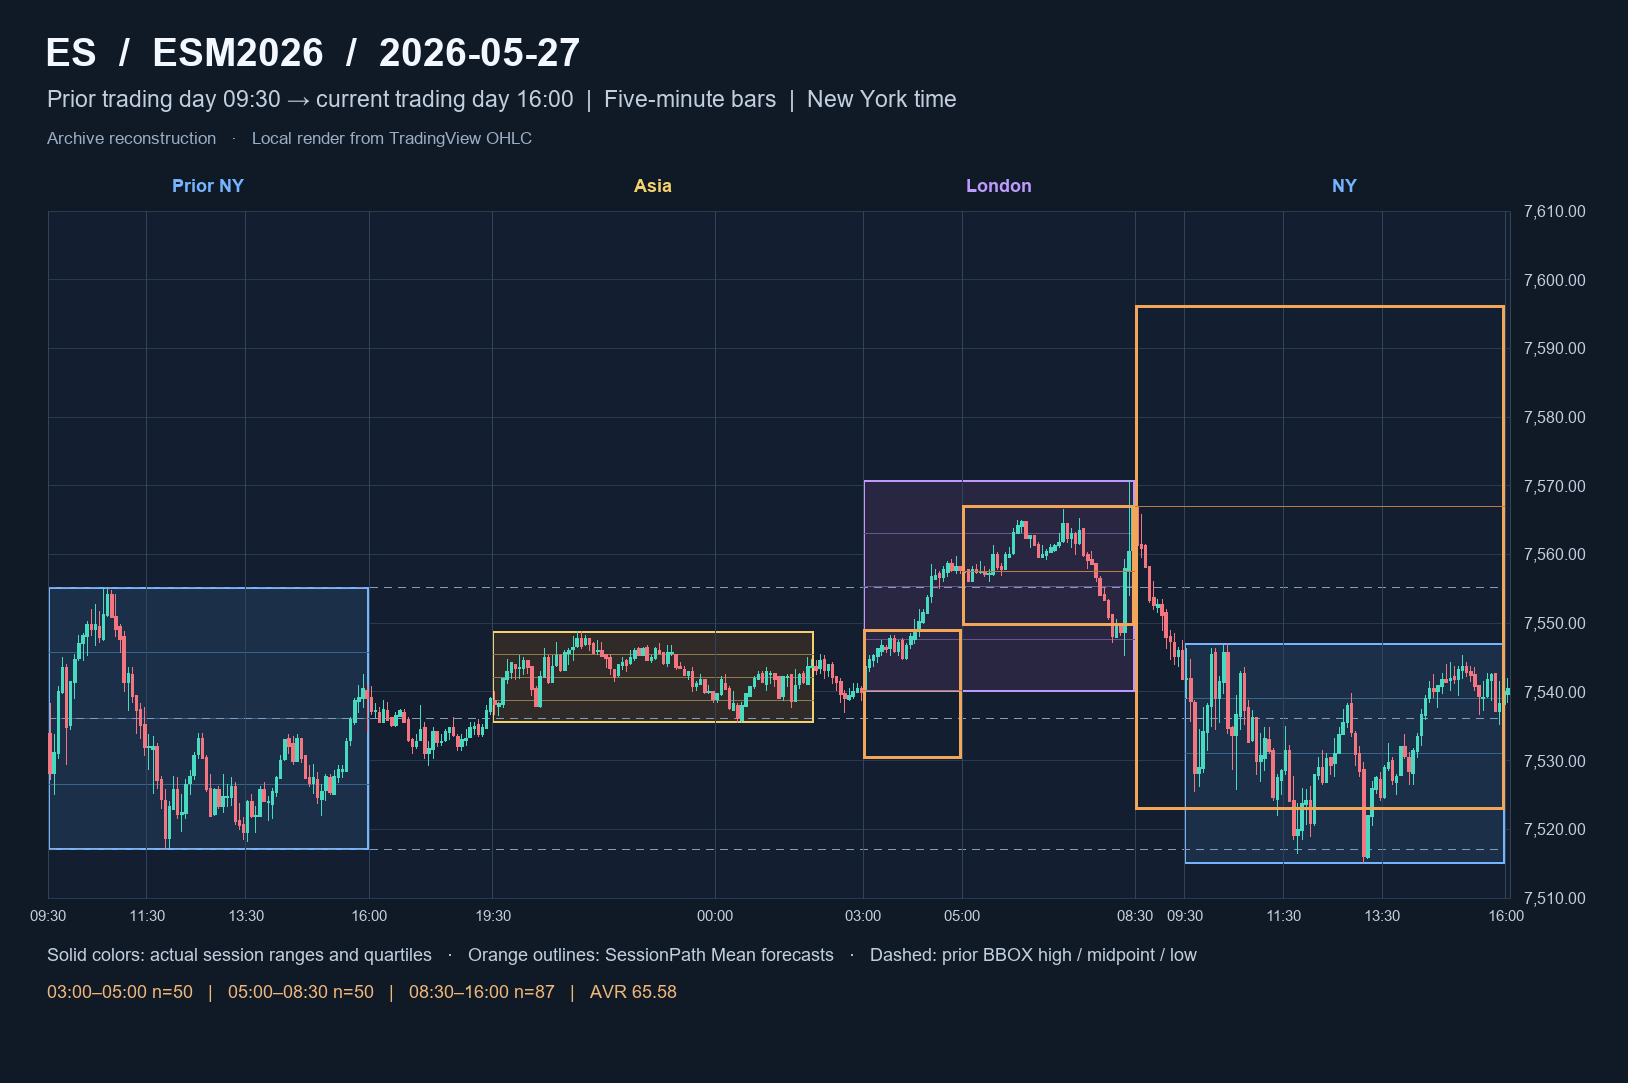 ES / ESM2026 / 2026-05-27
Prior trading day 09:30 → current trading day 16:00 | Five-minute bars | New York time
Archive reconstruction · Local render from TradingView OHLC
Prior NY Asia London NY
7,610.00
7,600.00
7,590.00
7,580.00
7,570.00
7,560.00
7,550.00
7,540.00
7,530.00
7,520.00
7,510.00
09:30 11:30 13:30 16:00 19:30 00:00 03:00 05:00 08:30 09:30 11:30 13:30 16:00
Solid colors: actual session ranges and quartiles · Orange outlines: SessionPath Mean forecasts · Dashed: prior BBOX high / midpoint / low
03:00–05:00 n=50 | 05:00–08:30 n=50 | 08:30–16:00 n=87 | AVR 65.58